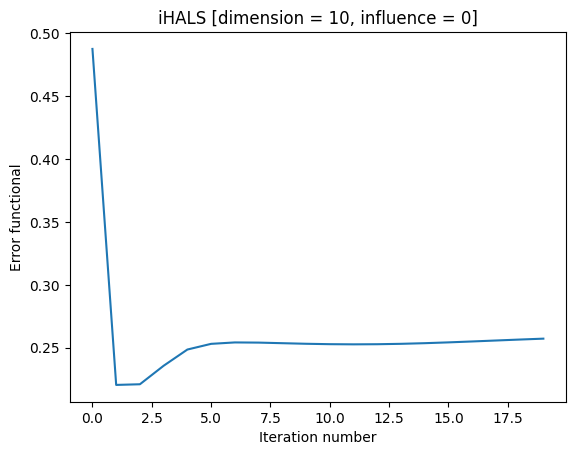 iHALS [dimension = 10, influence = 0]
Error functional
0.50
0.45
0.40
0.35
0.30
0.25
0.0 2.5 5.0 7.5 10.0 12.5 15.0 17.5
Iteration number